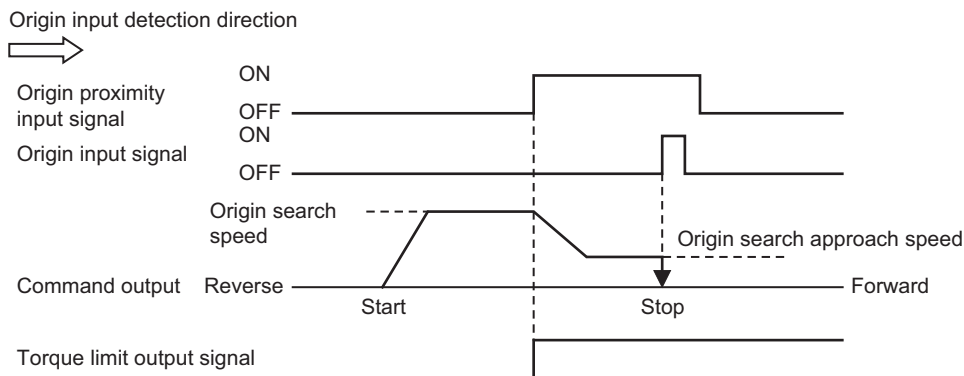 Origin input detection direction
ON
Origin proximity
input signal
OFF
ON
Origin input signal
OFF
Origin search
speed
Origin search approach speed
Command output
Reverse
Forward
Start
Stop
Torque limit output signal